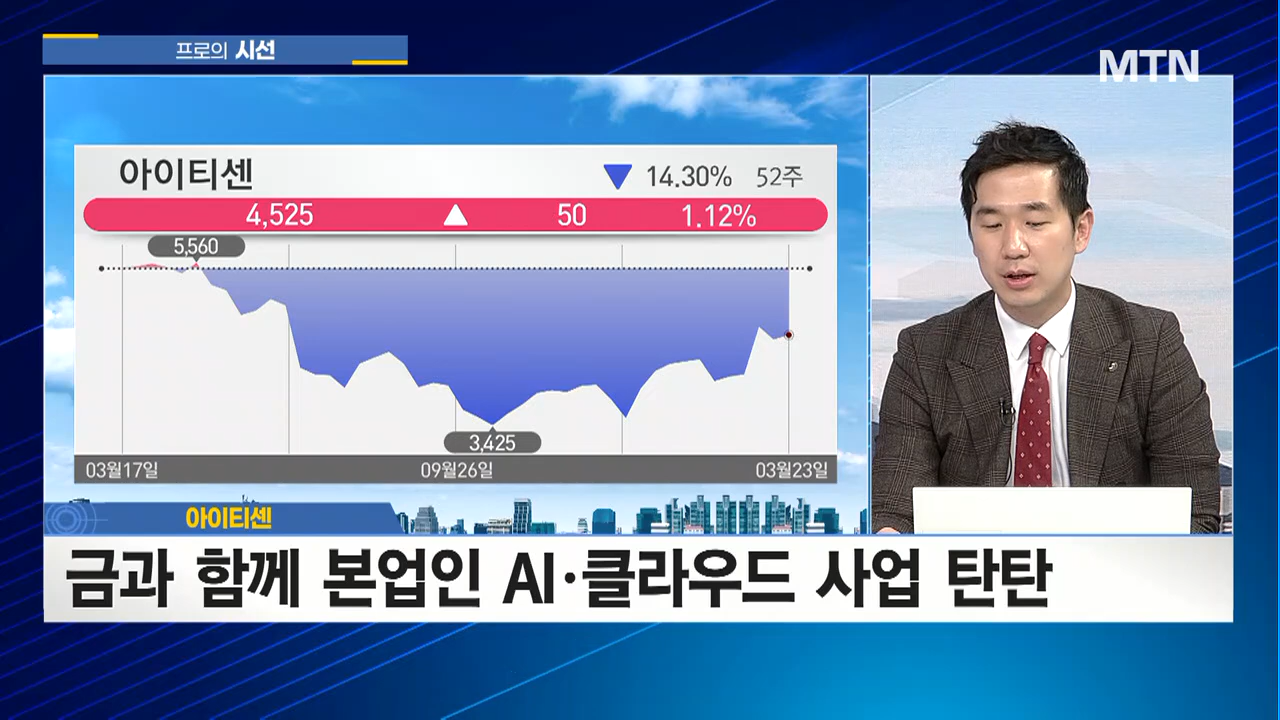 프로의 시선
MTN
아이티센 ▼ 14.30% 52주
4,525 ▲ 50 1.12%
5,560
3,425
03월17일 09월26일 03월23일
아이티센
금과 함께 본업인 AI·클라우드 사업 탄탄